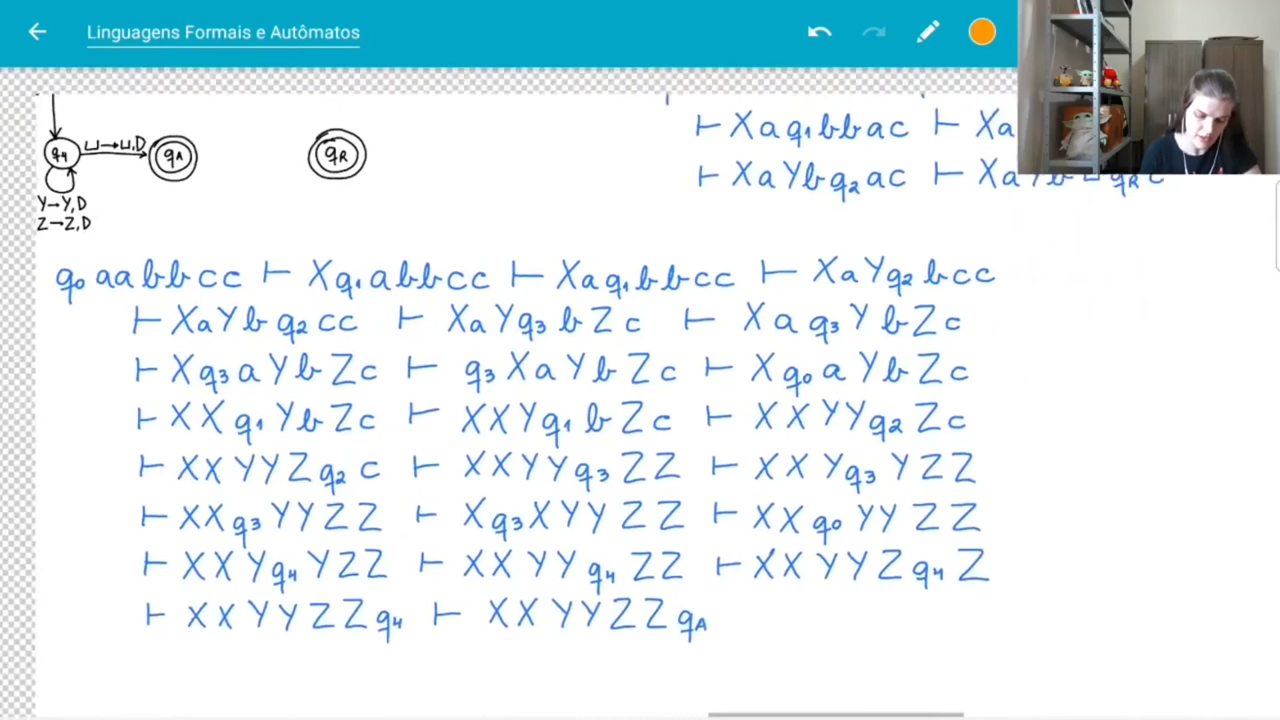 Linguagens Formais e Autômatos
⊢ X a q1 b b a c ⊢ X a
⊢ X a Y b q2 a c ⊢ X a Y b ⊔ qR c
q4 ⊔→⊔,D qA qR
Y→Y,D
Z→Z,D
q0 a a b b c c ⊢ X q1 a b b c c ⊢ X a q1 b b c c ⊢ X a Y q2 b c c
⊢ X a Y b q2 c c ⊢ X a Y q3 b Z c ⊢ X a q3 Y b Z c
⊢ X q3 a Y b Z c ⊢ q3 X a Y b Z c ⊢ X q0 a Y b Z c
⊢ X X q1 Y b Z c ⊢ X X Y q1 b Z c ⊢ X X Y Y q2 Z c
⊢ X X Y Y Z q2 c ⊢ X X Y Y q3 Z Z ⊢ X X Y q3 Y Z Z
⊢ X X q3 Y Y Z Z ⊢ X q3 X Y Y Z Z ⊢ X X q0 Y Y Z Z
⊢ X X Y q4 Y Z Z ⊢ X X Y Y q4 Z Z ⊢ X X Y Y Z q4 Z
⊢ X X Y Y Z Z q4 ⊢ X X Y Y Z Z qA